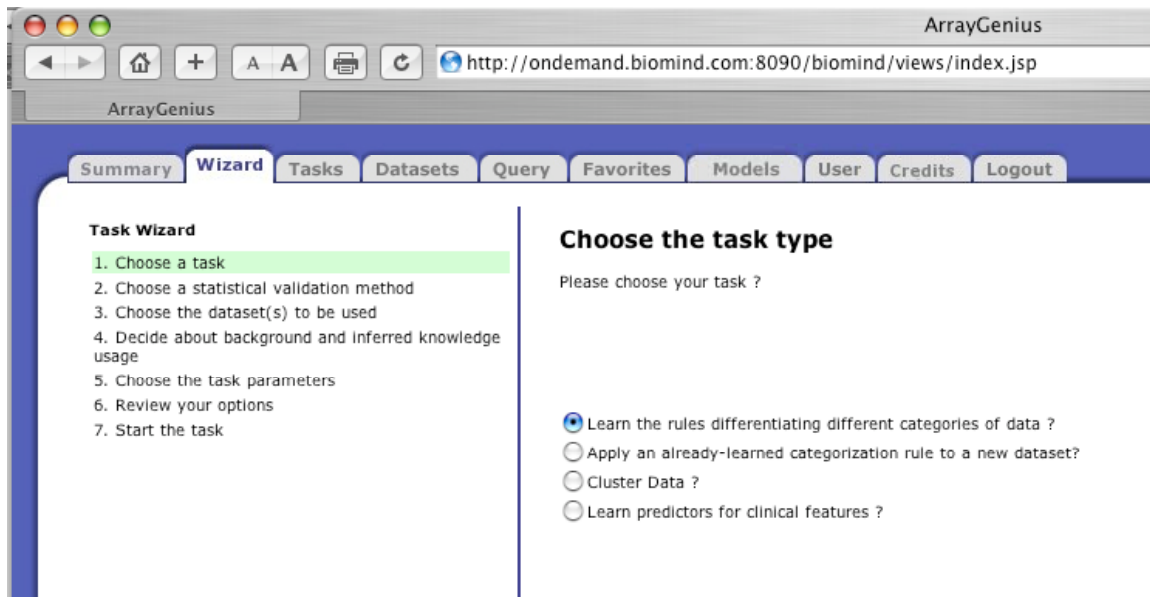 ArrayGenius
A A
http://ondemand.biomind.com:8090/biomind/views/index.jsp
ArrayGenius
Summary Wizard Tasks Datasets Query Favorites Models User Credits Logout
Task Wizard
1. Choose a task
2. Choose a statistical validation method
3. Choose the dataset(s) to be used
4. Decide about background and inferred knowledge
usage
5. Choose the task parameters
6. Review your options
7. Start the task
Choose the task type
Please choose your task ?
Learn the rules differentiating different categories of data ?
Apply an already-learned categorization rule to a new dataset?
Cluster Data ?
Learn predictors for clinical features ?